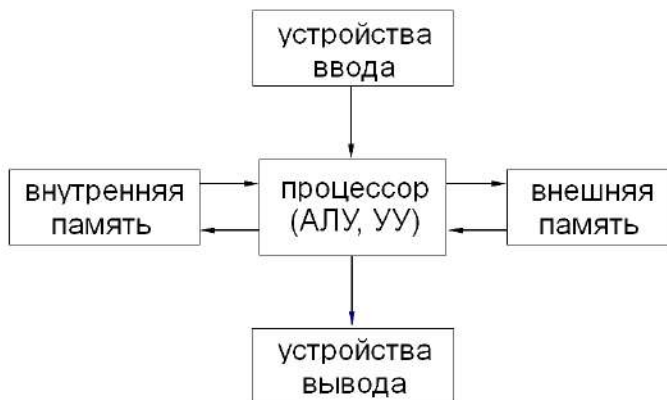 устройства
ввода
внутренняя
память
процессор
(АЛУ, УУ)
внешняя
память
устройства
вывода